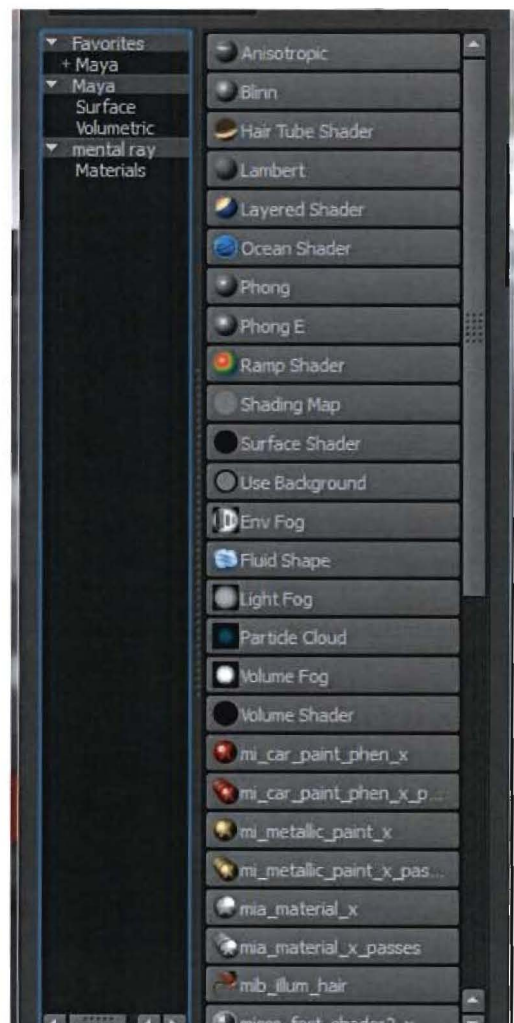 Favorites
+ Maya
Maya
Surface
Volumetric
mental ray
Materials
Anisotropic
Blinn
Hair Tube Shader
Lambert
Layered Shader
Ocean Shader
Phong
Phong E
Ramp Shader
Shading Map
Surface Shader
Use Background
Env Fog
Fluid Shape
Light Fog
Particle Cloud
Volume Fog
Volume Shader
mi_car_paint_phen_x
mi_car_paint_phen_x_p...
mi_metallic_paint_x
mi_metallic_paint_x_pas...
mia_material_x
mia_material_x_passes
mib_illum_hair